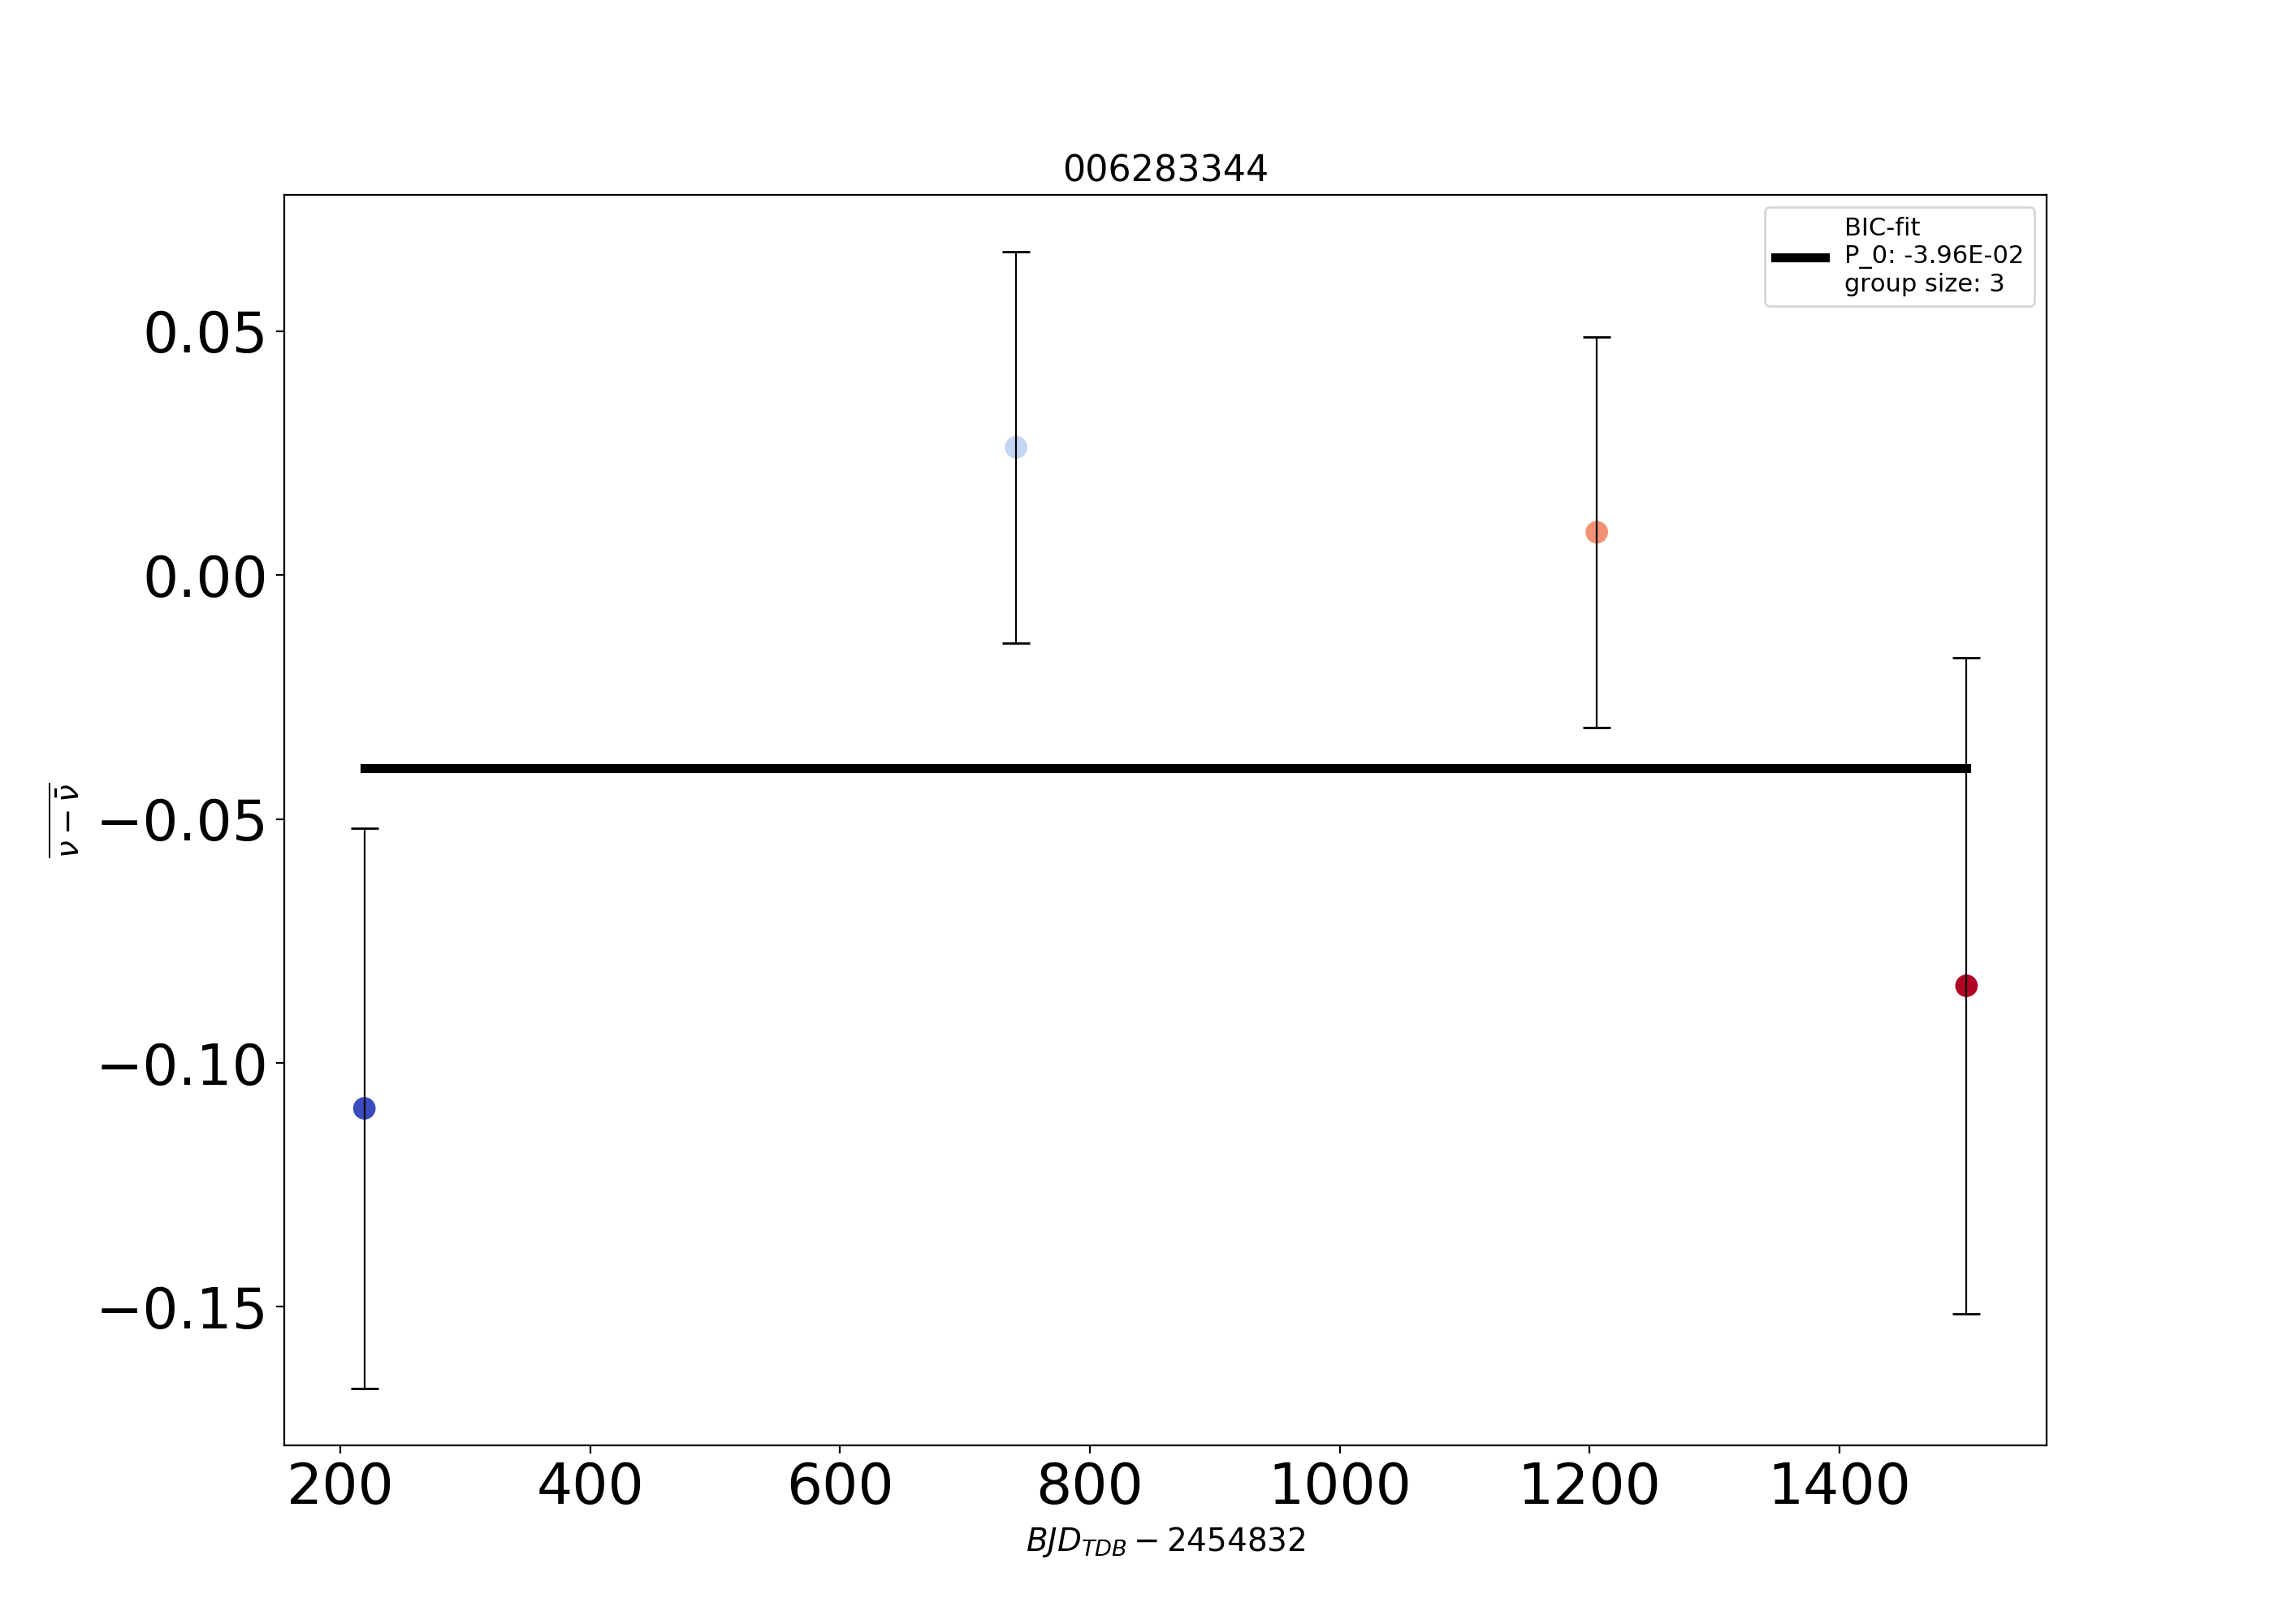 006283344
BIC-fit
P_0: -3.96E-02
group size: 3
0.05
0.00
−0.05
−0.10
−0.15
ν − ν̄
200 400 600 800 1000 1200 1400
BJD_TDB − 2454832